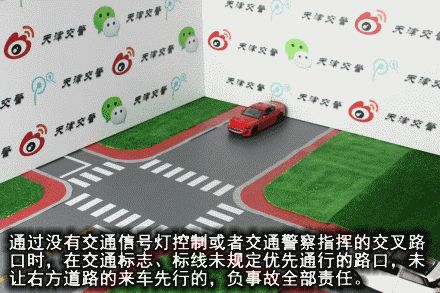 天津交警
天津交警
天津交警
天津交警
天津交警
天津交警
天津交警
通过没有交通信号灯控制或者交通警察指挥的交叉路
口时，在交通标志、标线未规定优先通行的路口，未
让右方道路的来车先行的，负事故全部责任。